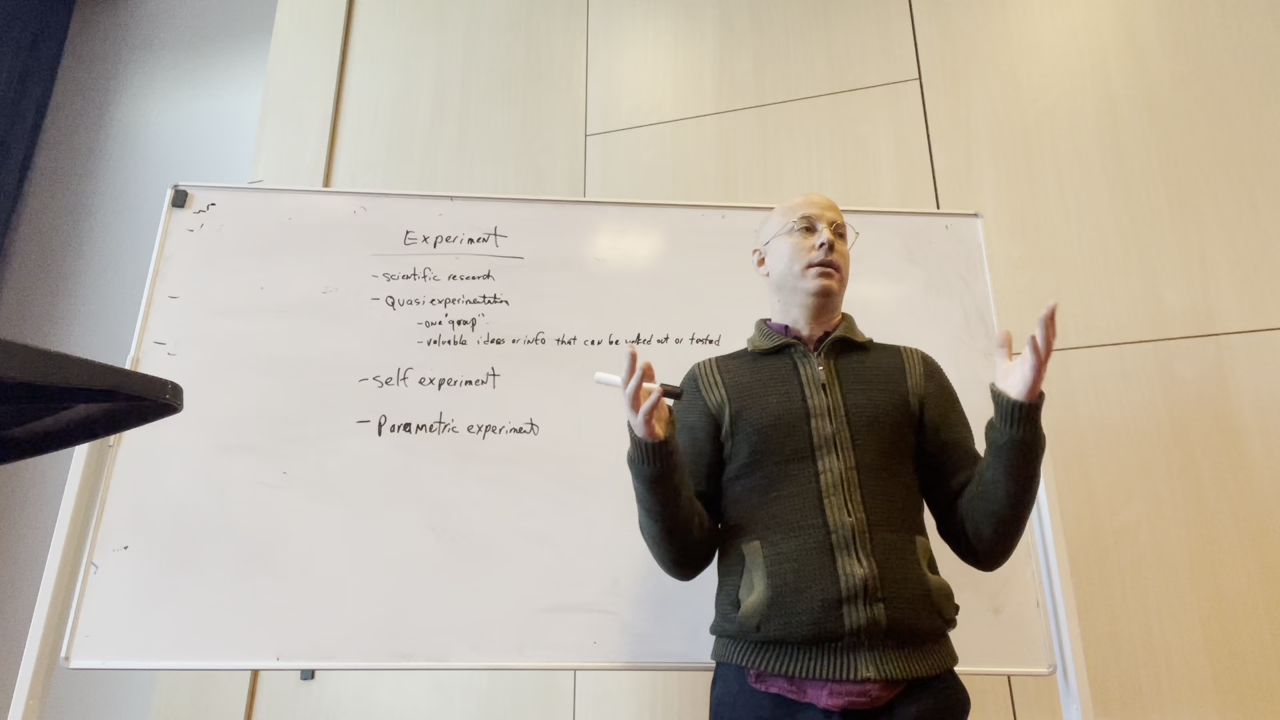 Experiment
- scientific research
- Quasi experimentation
- one "group"
- valuable ideas or info that can be worked out or tested
- self experiment
- Parametric experiment